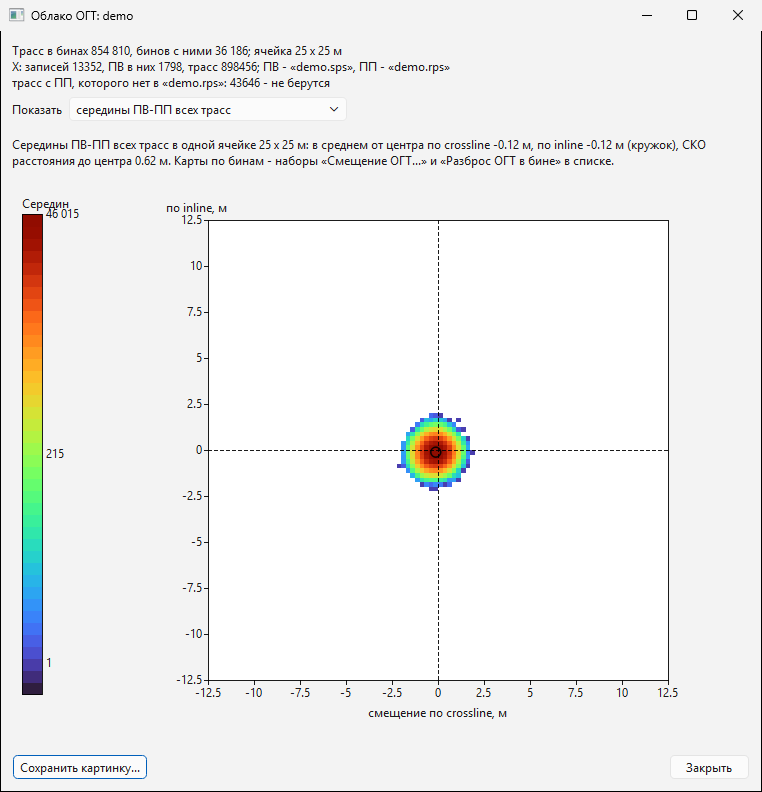 Облако ОГТ: demo
Трасс в бинах 854 810, бинов с ними 36 186; ячейка 25 x 25 м
X: записей 13352, ПВ в них 1798, трасс 898456; ПВ - «demo.sps», ПП - «demo.rps»
трасс с ПП, которого нет в «demo.rps»: 43646 - не берутся
Показать середины ПВ-ПП всех трасс
Середины ПВ-ПП всех трасс в одной ячейке 25 x 25 м: в среднем от центра по crossline -0.12 м, по inline -0.12 м (кружок), СКО
расстояния до центра 0.62 м. Карты по бинам - наборы «Смещение ОГТ...» и «Разброс ОГТ в бине» в списке.
Середин
46 015
215
1
по inline, м
12.5
10
7.5
5
2.5
0
-2.5
-5
-7.5
-10
-12.5
-12.5 -10 -7.5 -5 -2.5 0 2.5 5 7.5 10 12.5
смещение по crossline, м
Сохранить картинку... Закрыть